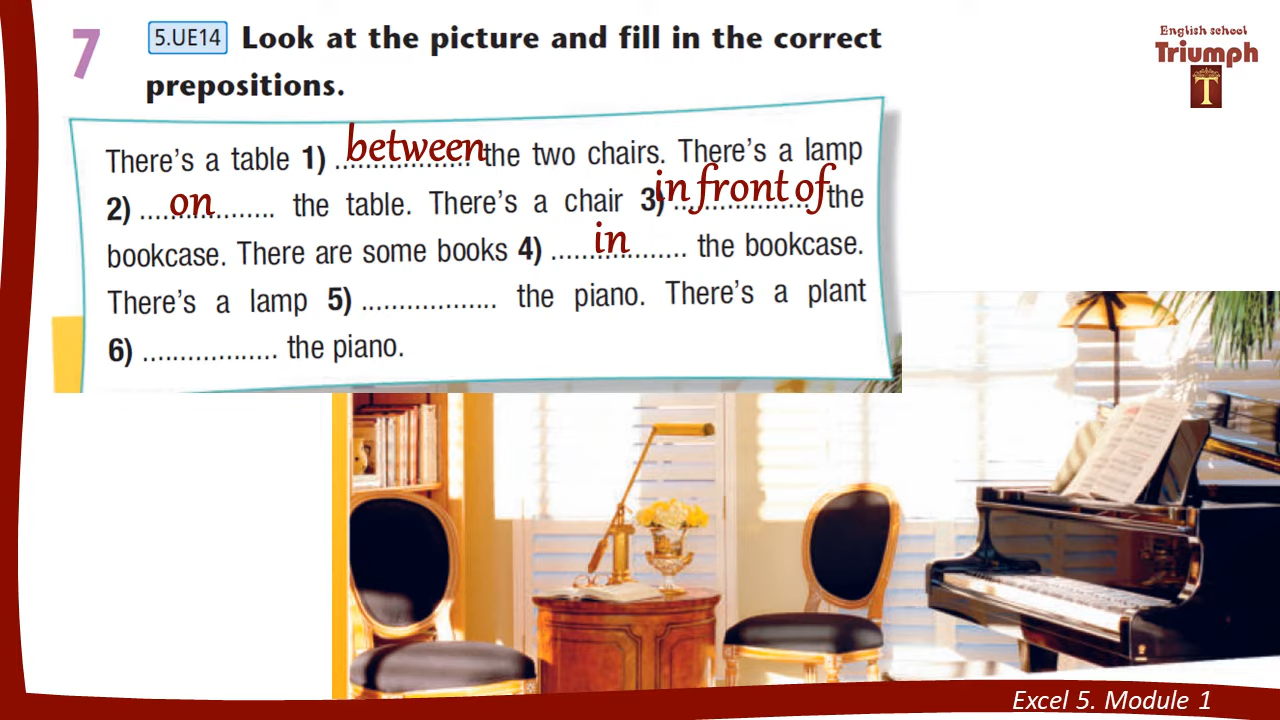 English school
Triumph
T
7 5.UE14 Look at the picture and fill in the correct
prepositions.
There's a table 1) between the two chairs. There's a lamp
2) on the table. There's a chair 3) in front of the
bookcase. There are some books 4) in the bookcase.
There's a lamp 5) .................. the piano. There's a plant
6) .................. the piano.
Excel 5. Module 1